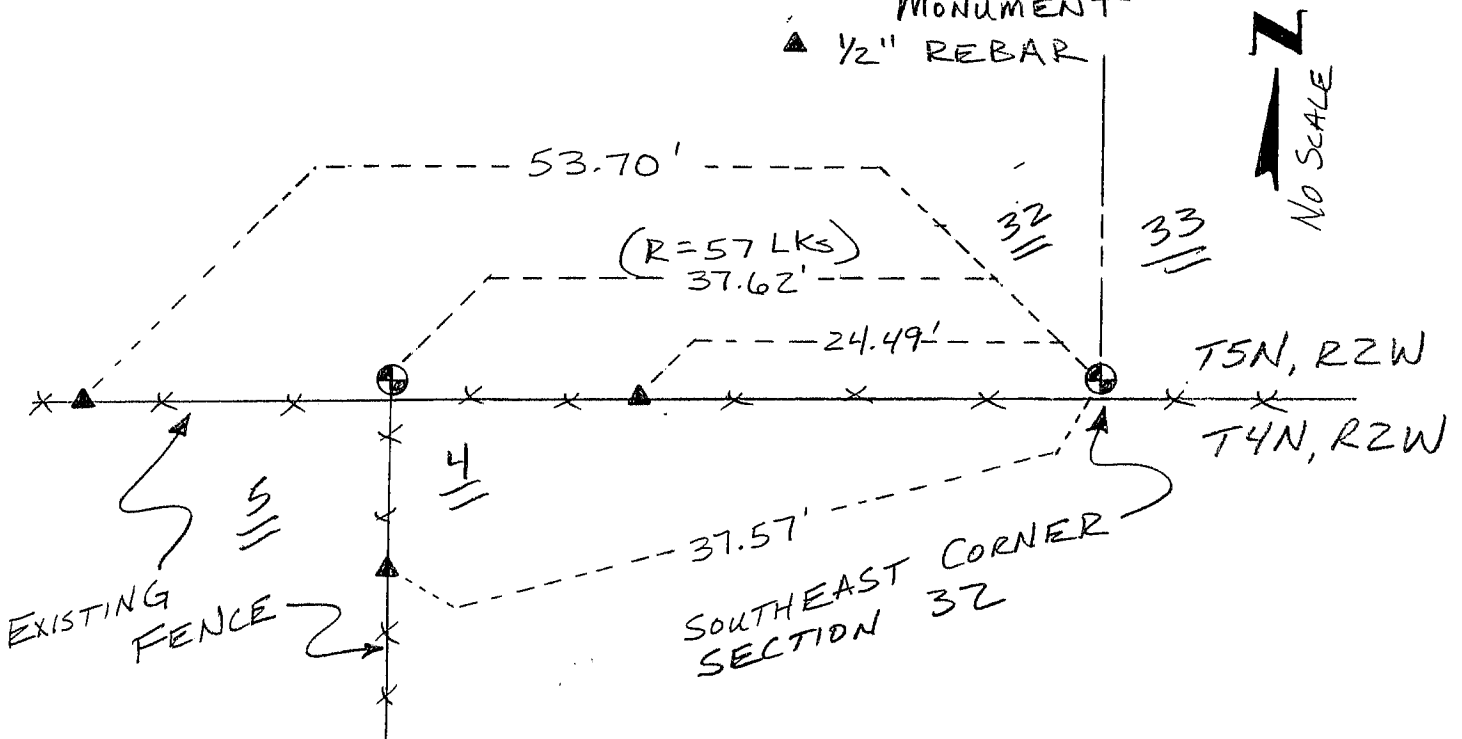 MONUMENT
▲ 1/2" REBAR
N
NO SCALE
53.70'
(R=57 LKS)
37.62'
24.49'
32
33
T5N, R2W
T4N, R2W
5
4
37.57'
EXISTING
FENCE
SOUTHEAST CORNER
SECTION 32